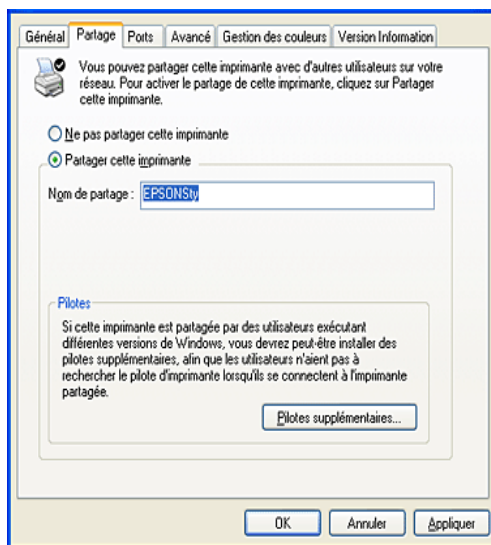 Général Partage Ports Avancé Gestion des couleurs Version Information
Vous pouvez partager cette imprimante avec d'autres utilisateurs sur votre
réseau. Pour activer le partage de cette imprimante, cliquez sur Partager
cette imprimante.
Ne pas partager cette imprimante
Partager cette imprimante
Nom de partage : EPSONSty
Pilotes
Si cette imprimante est partagée par des utilisateurs exécutant
différentes versions de Windows, vous devrez peut-être installer des
pilotes supplémentaires, afin que les utilisateurs n'aient pas à
rechercher le pilote d'imprimante lorsqu'ils se connectent à l'imprimante
partagée.
Pilotes supplémentaires...
OK Annuler Appliquer